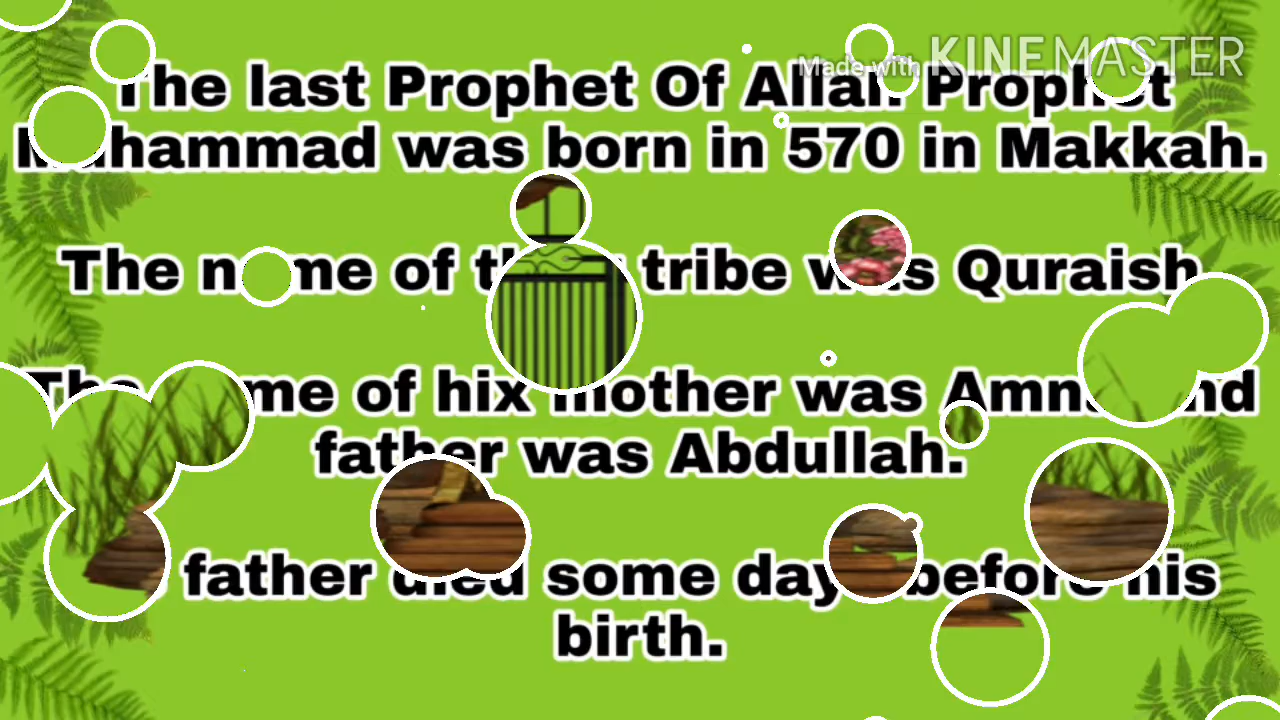 Made with KINEMASTER
The last Prophet Of Allah Prophet
Muhammad was born in 570 in Makkah.
The name of tribe was Quraish
The name of hix mother was and
father was Abdullah.
father died some days before his
birth.